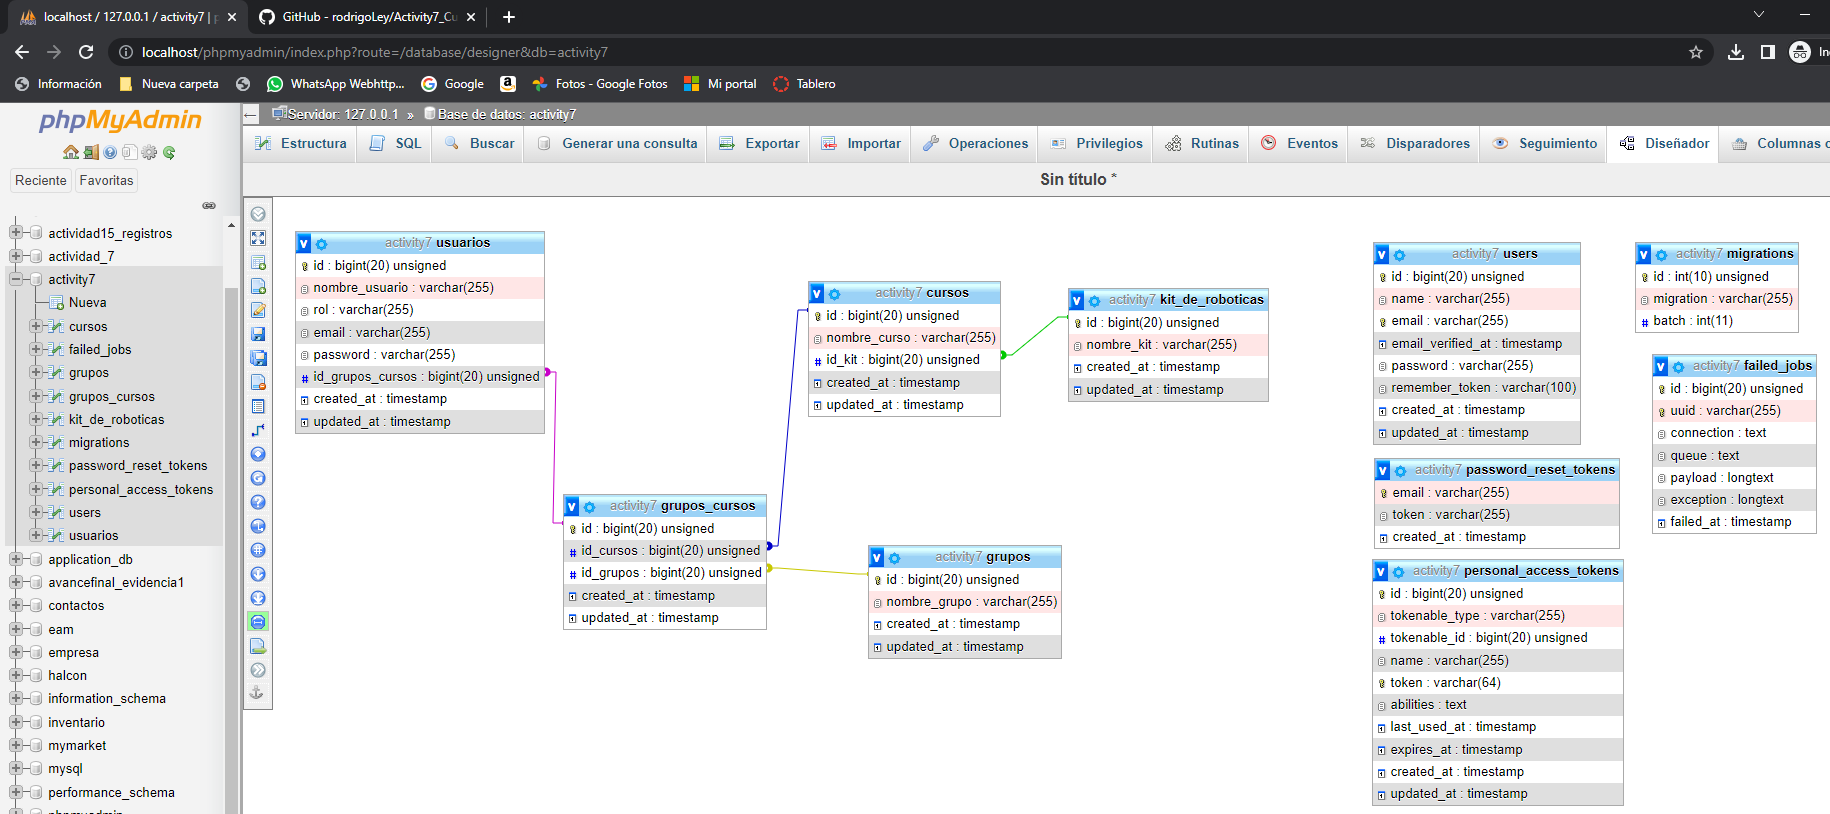 localhost / 127.0.0.1 / activity7 | p
GitHub - rodrigoLey/Activity7_Cu
localhost/phpmyadmin/index.php?route=/database/designer&db=activity7
Información
Nueva carpeta
WhatsApp Webhttp...
Google
Fotos - Google Fotos
Mi portal
Tablero
phpMyAdmin
Reciente
Favoritas
actividad15_registros
actividad_7
activity7
Nueva
cursos
failed_jobs
grupos
grupos_cursos
kit_de_roboticas
migrations
password_reset_tokens
personal_access_tokens
users
usuarios
application_db
avancefinal_evidencia1
contactos
eam
empresa
halcon
information_schema
inventario
mymarket
mysql
performance_schema
Servidor: 127.0.0.1 » Base de datos: activity7
Estructura
SQL
Buscar
Generar una consulta
Exportar
Importar
Operaciones
Privilegios
Rutinas
Eventos
Disparadores
Seguimiento
Diseñador
Columnas c
Sin título *
activity7 usuarios
id : bigint(20) unsigned
nombre_usuario : varchar(255)
rol : varchar(255)
email : varchar(255)
password : varchar(255)
id_grupos_cursos : bigint(20) unsigned
created_at : timestamp
updated_at : timestamp
activity7 cursos
id : bigint(20) unsigned
nombre_curso : varchar(255)
id_kit : bigint(20) unsigned
created_at : timestamp
updated_at : timestamp
activity7 kit_de_roboticas
id : bigint(20) unsigned
nombre_kit : varchar(255)
created_at : timestamp
updated_at : timestamp
activity7 grupos_cursos
id : bigint(20) unsigned
id_cursos : bigint(20) unsigned
id_grupos : bigint(20) unsigned
created_at : timestamp
updated_at : timestamp
activity7 grupos
id : bigint(20) unsigned
nombre_grupo : varchar(255)
created_at : timestamp
updated_at : timestamp
activity7 users
id : bigint(20) unsigned
name : varchar(255)
email : varchar(255)
email_verified_at : timestamp
password : varchar(255)
remember_token : varchar(100)
created_at : timestamp
updated_at : timestamp
activity7 password_reset_tokens
email : varchar(255)
token : varchar(255)
created_at : timestamp
activity7 personal_access_tokens
id : bigint(20) unsigned
tokenable_type : varchar(255)
tokenable_id : bigint(20) unsigned
name : varchar(255)
token : varchar(64)
abilities : text
last_used_at : timestamp
expires_at : timestamp
created_at : timestamp
updated_at : timestamp
activity7 migrations
id : int(10) unsigned
migration : varchar(255)
batch : int(11)
activity7 failed_jobs
id : bigint(20) unsigned
uuid : varchar(255)
connection : text
queue : text
payload : longtext
exception : longtext
failed_at : timestamp